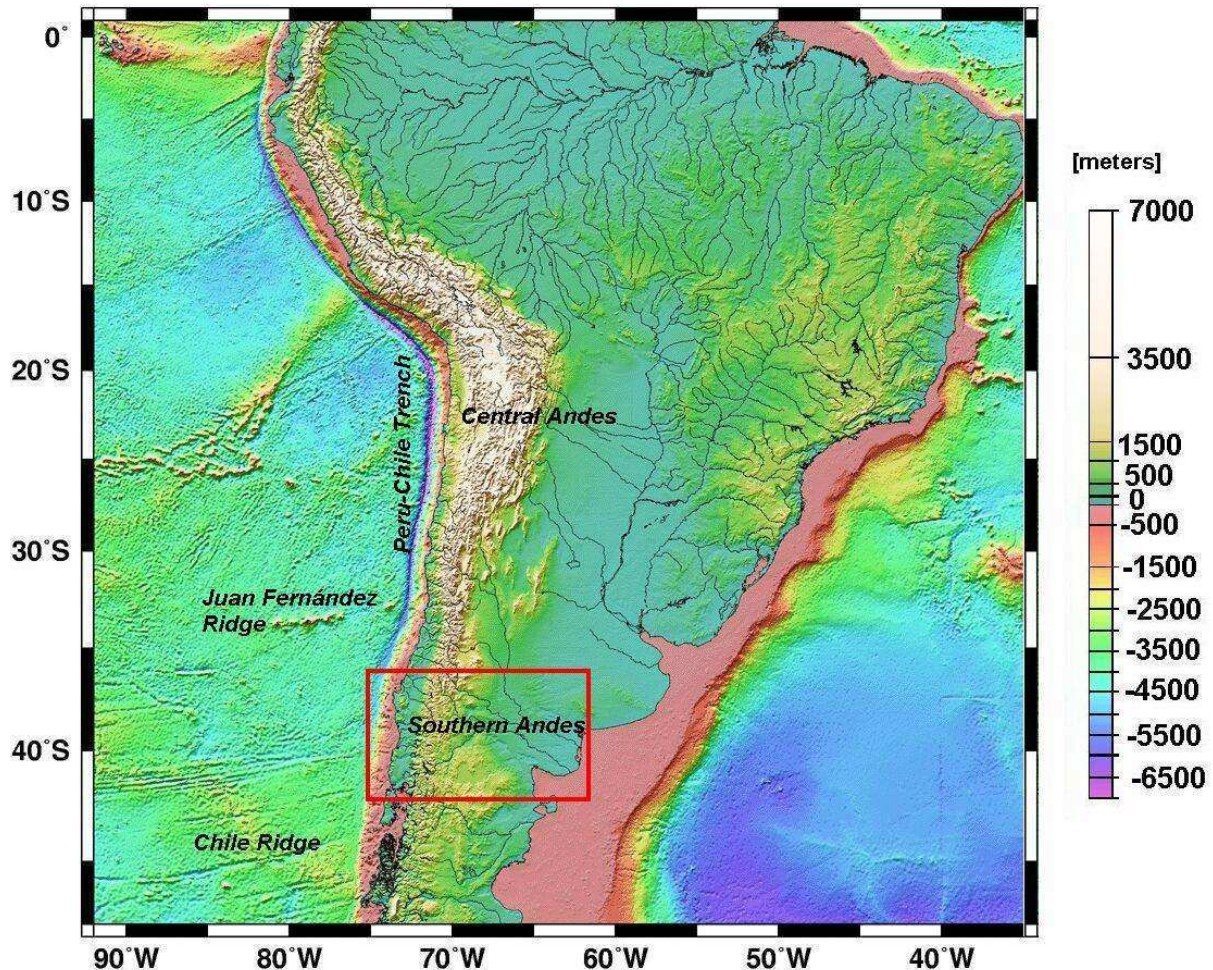 0°
10°S
20°S
30°S
40°S
90°W
80°W
70°W
60°W
50°W
40°W
Peru-Chile Trench
Central Andes
Juan Fernández
Ridge
Southern Andes
Chile Ridge
[meters]
7000
3500
1500
500
0
-500
-1500
-2500
-3500
-4500
-5500
-6500